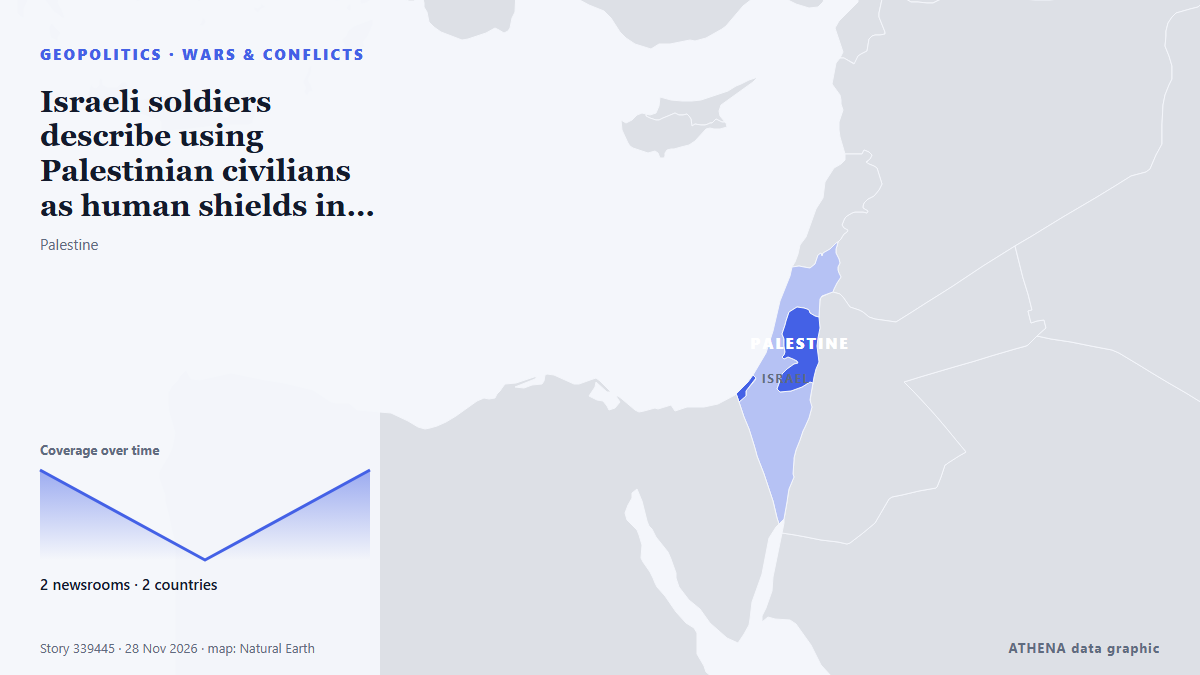 GEOPOLITICS · WARS & CONFLICTS
Israeli soldiers
describe using
Palestinian civilians
as human shields in...
Palestine
PALESTINE
ISRAEL
Coverage over time
2 newsrooms · 2 countries
Story 339445 · 28 Nov 2026 · map: Natural Earth
ATHENA data graphic